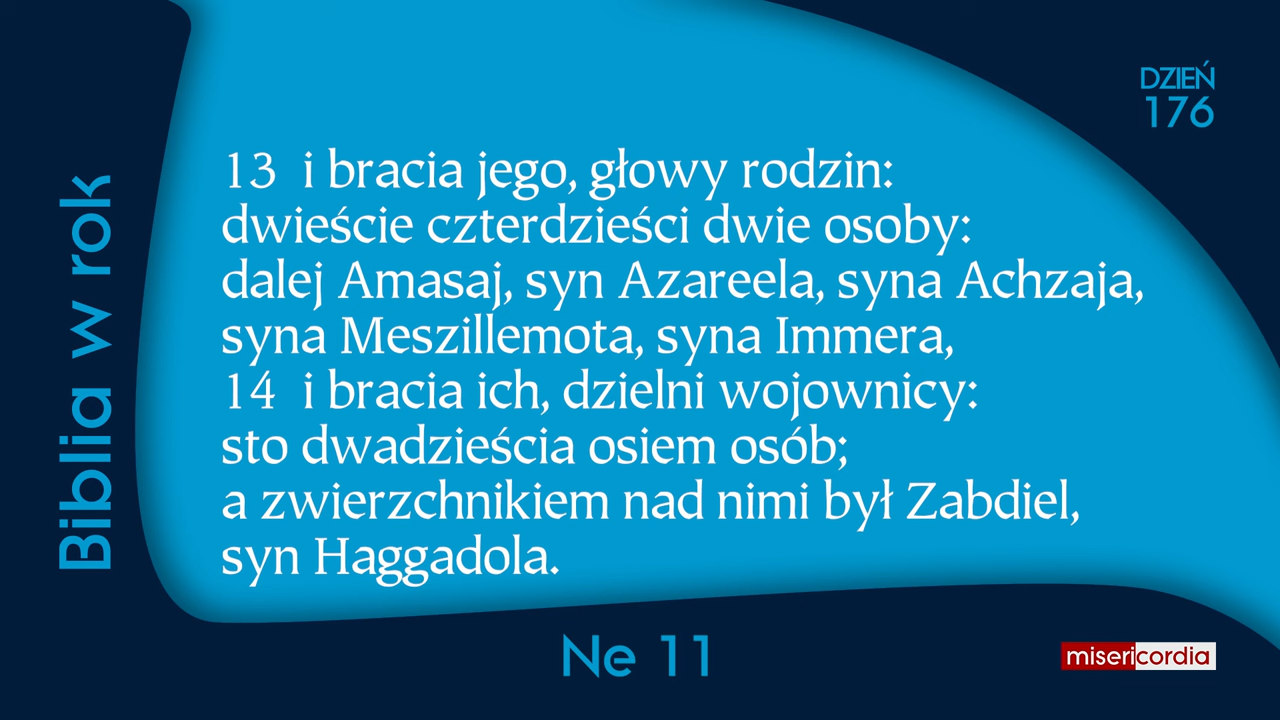 DZIEŃ
176
13 i bracia jego, głowy rodzin:
dwieście czterdzieści dwie osoby:
dalej Amasaj, syn Azareela, syna Achzaja,
syna Meszillemota, syna Immera,
14 i bracia ich, dzielni wojownicy:
sto dwadzieścia osiem osób;
a zwierzchnikiem nad nimi był Zabdiel,
syn Haggadola.
Biblia w rok
Ne 11
misericordia